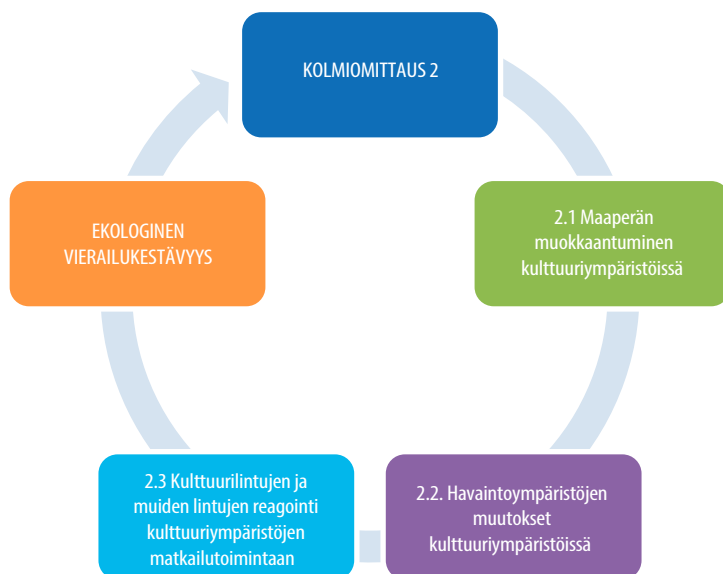 KOLMIOMITTAUS 2
2.1 Maaperän
muokkaantuminen
kulttuuriympäristöissä
2.2. Havaintoympäristöjen
muutokset
kulttuuriympäristöissä
2.3 Kulttuurilintujen ja
muiden lintujen reagointi
kulttuuriympäristöjen
matkailutoimintaan
EKOLOGINEN
VIERAILUKESTÄVYYS